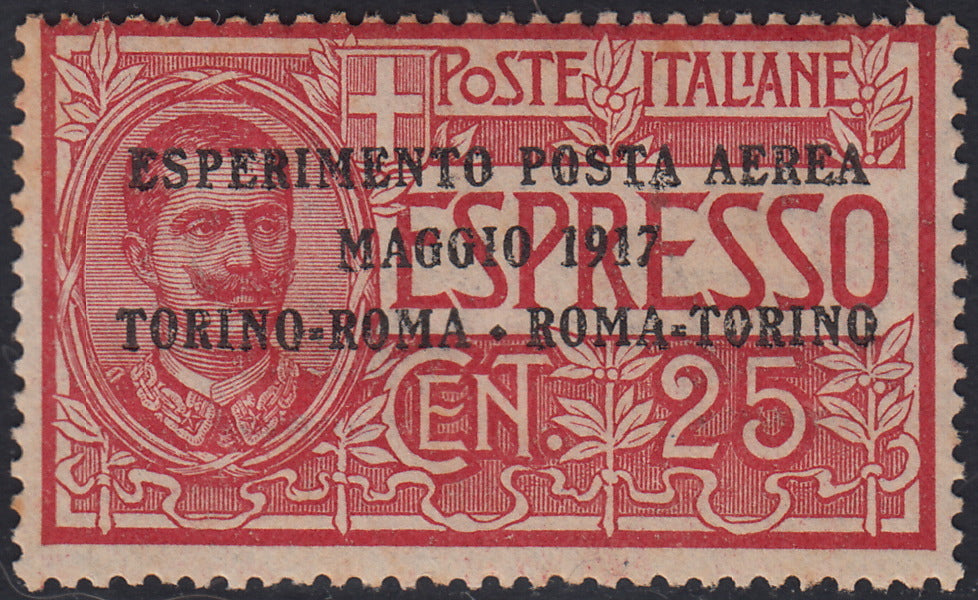 POSTE ITALIANE
ESPERIMENTO POSTA AEREA
ESPRESSO
MAGGIO 1917
TORINO=ROMA • ROMA=TORINO
CENT. 25